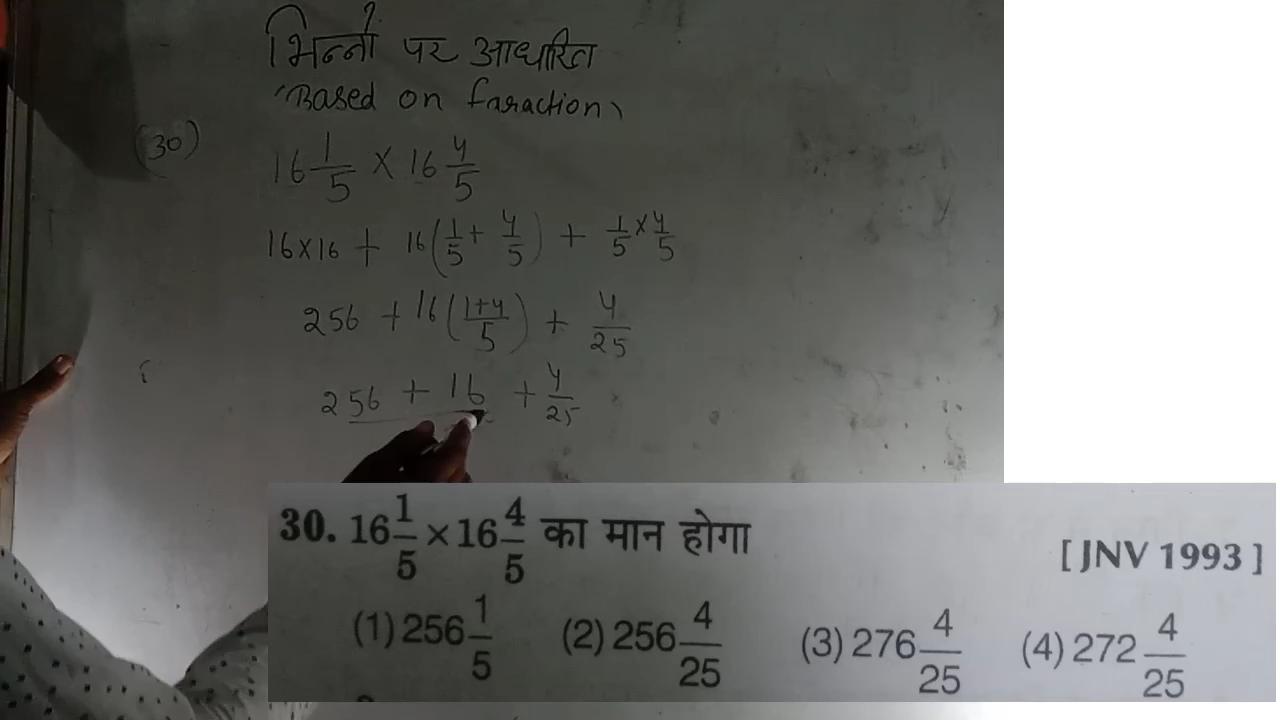 भिन्नों पर आधारित
"Based on faraction"
(30) 16 1/5 × 16 4/5
16×16 + 16(1/5 + 4/5) + 1/5 × 4/5
256 + 16(1+4/5) + 4/25
256 + 16 + 4/25
30. 16 1/5 × 16 4/5 का मान होगा
[ JNV 1993 ]
(1) 256 1/5 (2) 256 4/25 (3) 276 4/25 (4) 272 4/25